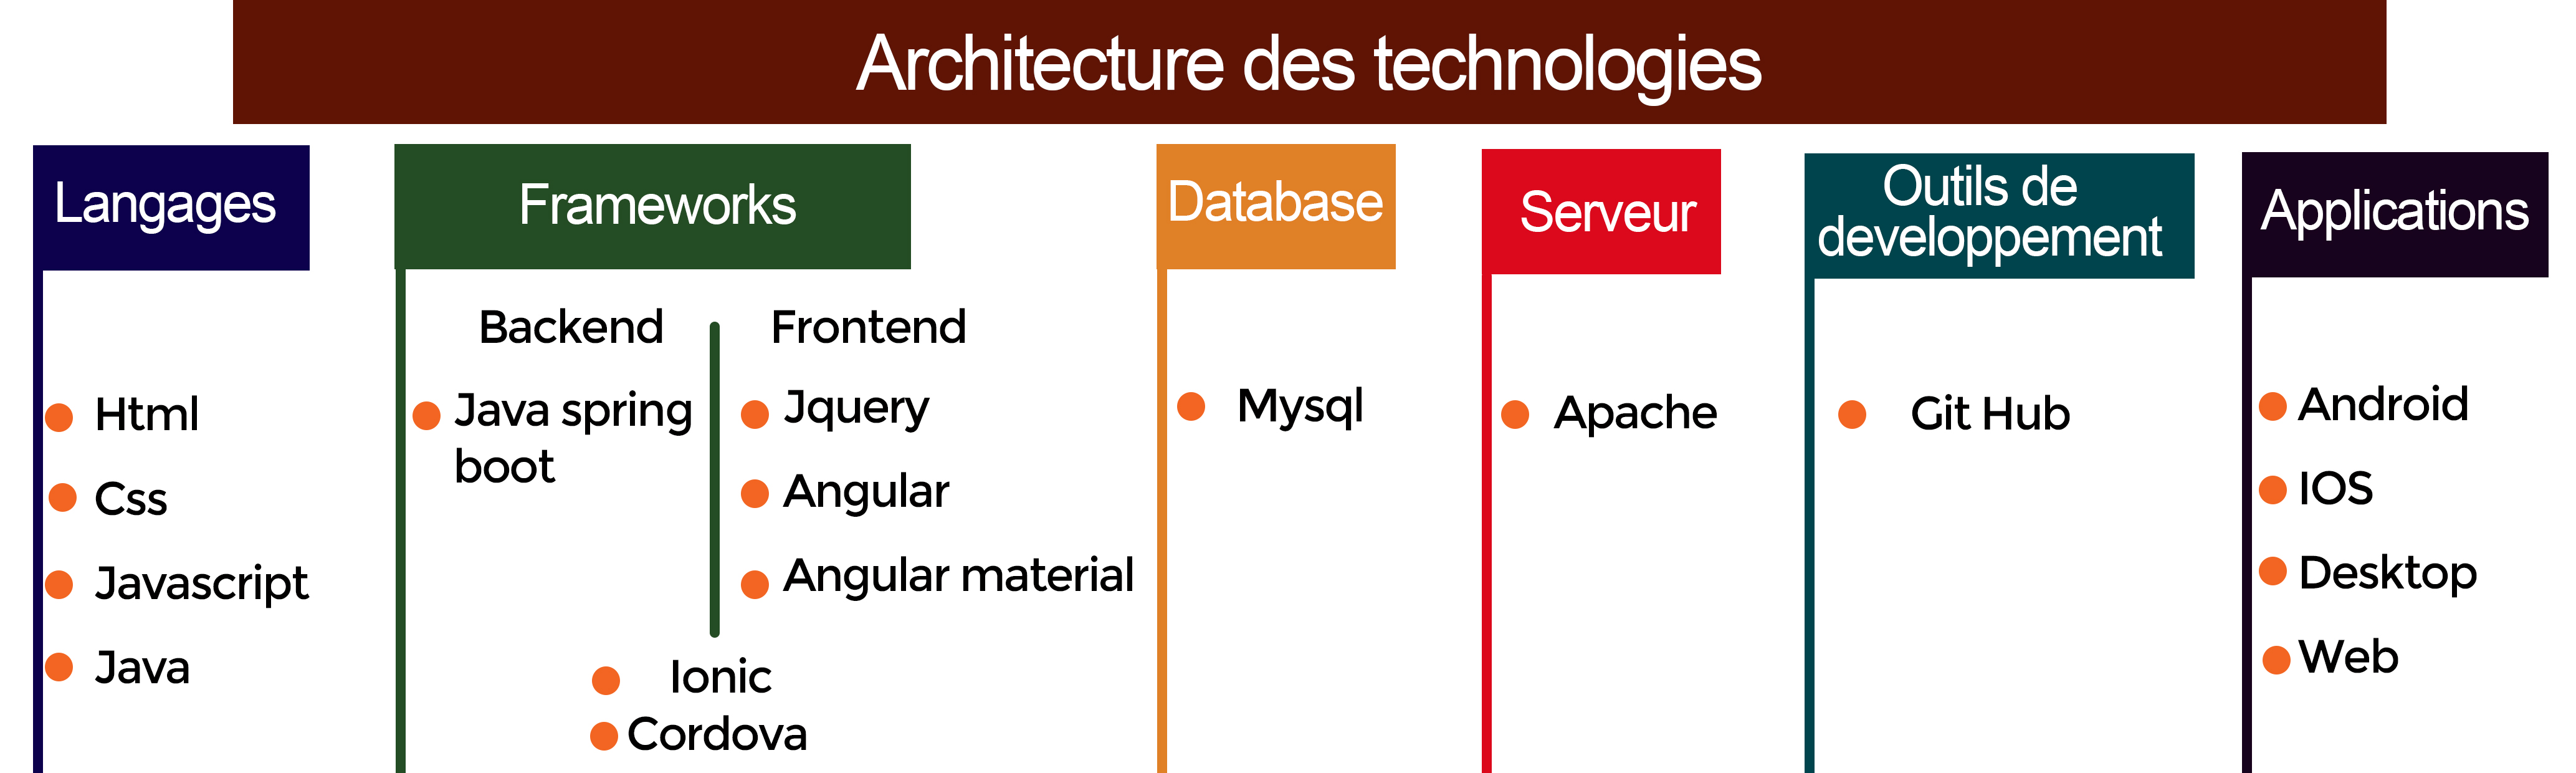 Architecture des technologies
Langages
Html
Css
Javascript
Java
Frameworks
Backend
Java spring
boot
Frontend
Jquery
Angular
Angular material
Ionic
Cordova
Database
Mysql
Serveur
Apache
Outils de
developpement
Git Hub
Applications
Android
IOS
Desktop
Web